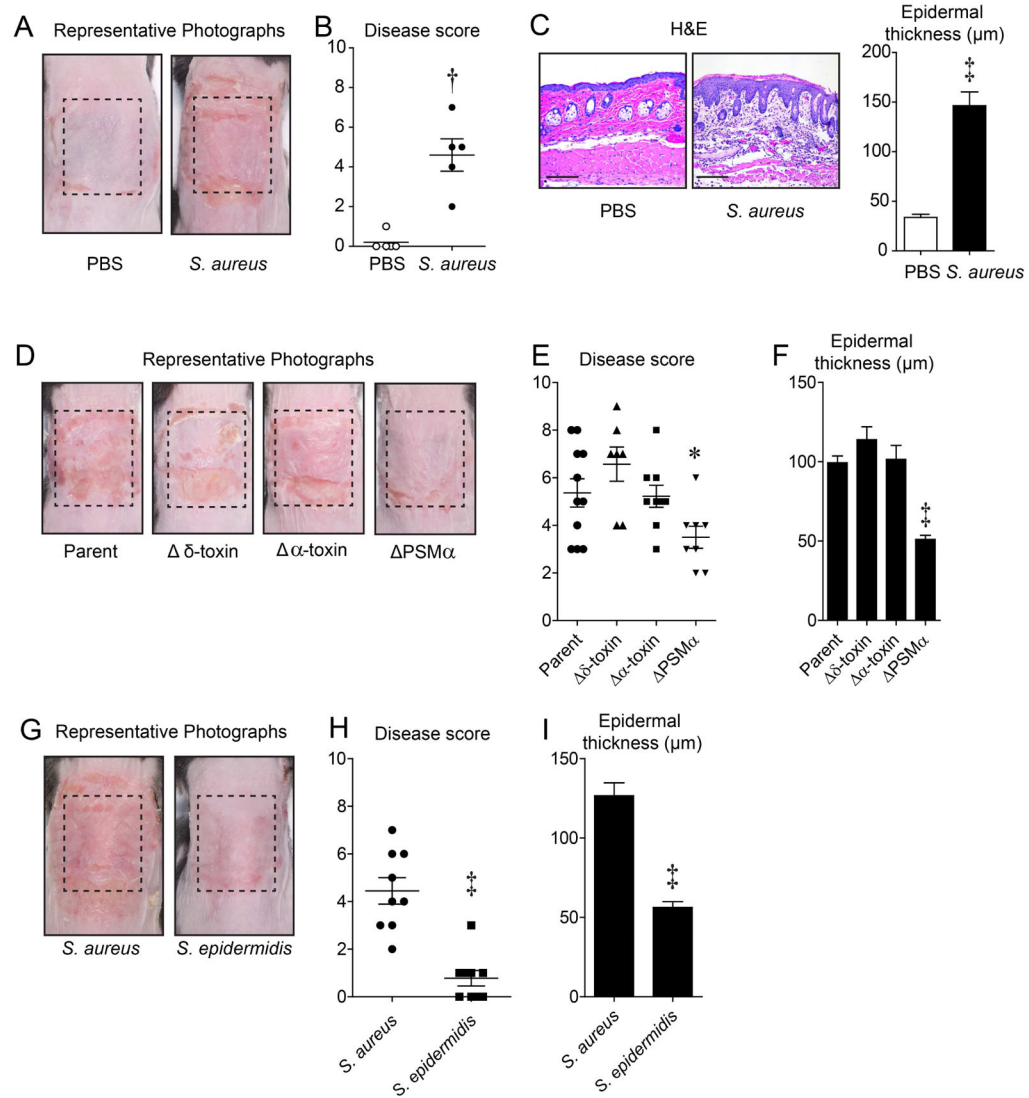 A
Representative Photographs
PBS
S. aureus
B
Disease score
†
10
8
6
4
2
0
PBS
S. aureus
C
H&E
PBS
S. aureus
Epidermal
thickness (µm)
‡
200
150
100
50
0
PBS
S. aureus
D
Representative Photographs
Parent
Δ δ-toxin
Δ α-toxin
ΔPSMα
E
Disease score
*
10
8
6
4
2
0
Parent
Δδ-toxin
Δα-toxin
ΔPSMα
F
Epidermal
thickness (µm)
‡
150
100
50
0
Parent
Δδ-toxin
Δα-toxin
ΔPSMα
G
Representative Photographs
S. aureus
S. epidermidis
H
Disease score
‡
10
8
6
4
2
0
S. aureus
S. epidermidis
I
Epidermal
thickness (µm)
‡
150
100
50
0
S. aureus
S. epidermidis